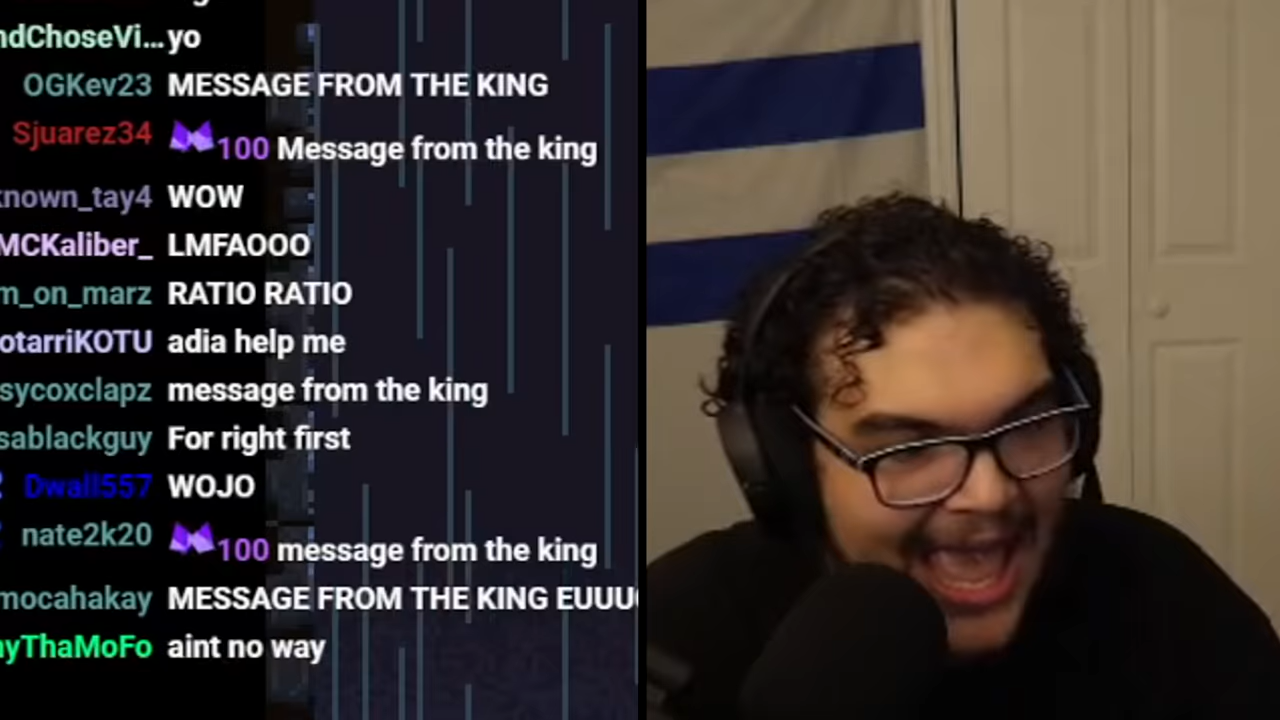 ndChoseVi... yo
OGKev23 MESSAGE FROM THE KING
Sjuarez34 100 Message from the king
known_tay4 WOW
MCKaliber_ LMFAOOO
m_on_marz RATIO RATIO
otarriKOTU adia help me
sycoxclapz message from the king
sablackguy For right first
Dwall557 WOJO
nate2k20 100 message from the king
mocahakay MESSAGE FROM THE KING EUUU
nyThaMoFo aint no way